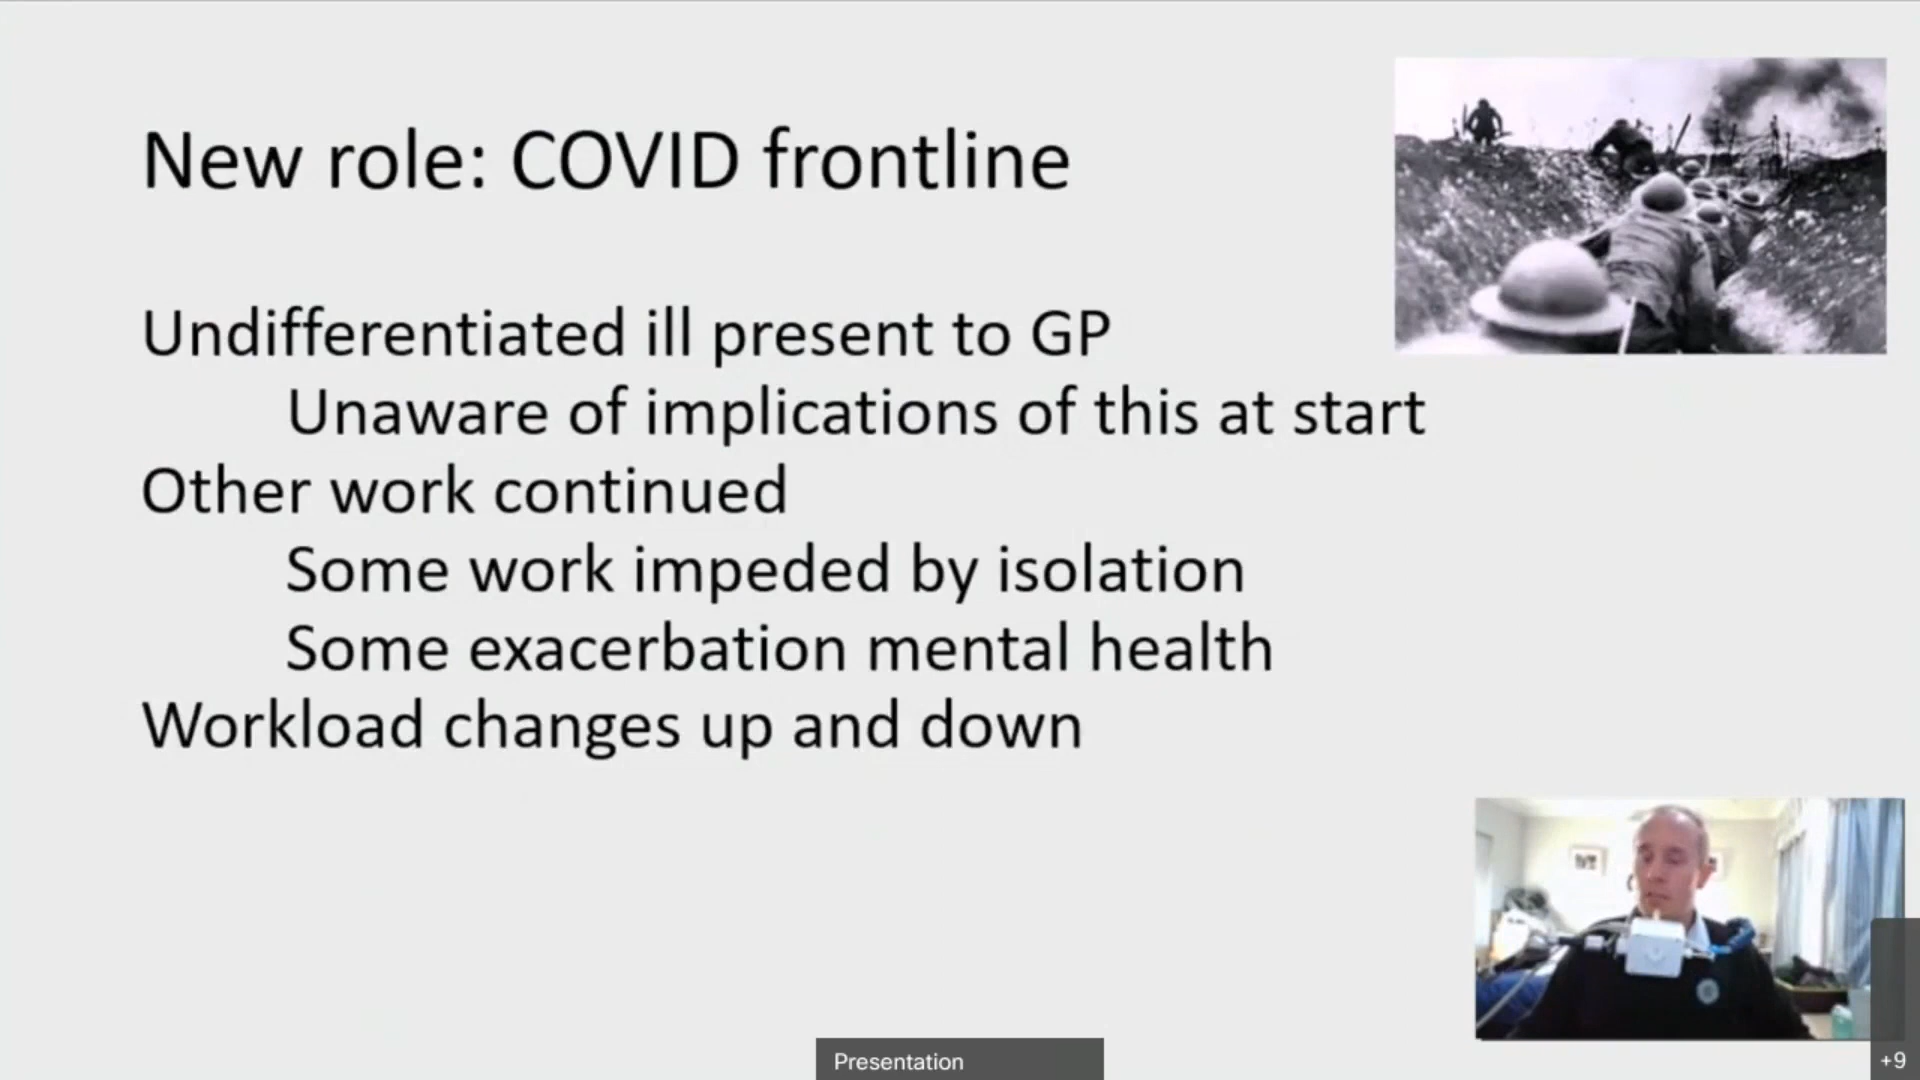 New role: COVID frontline
Undifferentiated ill present to GP
Unaware of implications of this at start
Other work continued
Some work impeded by isolation
Some exacerbation mental health
Workload changes up and down
Presentation
+9